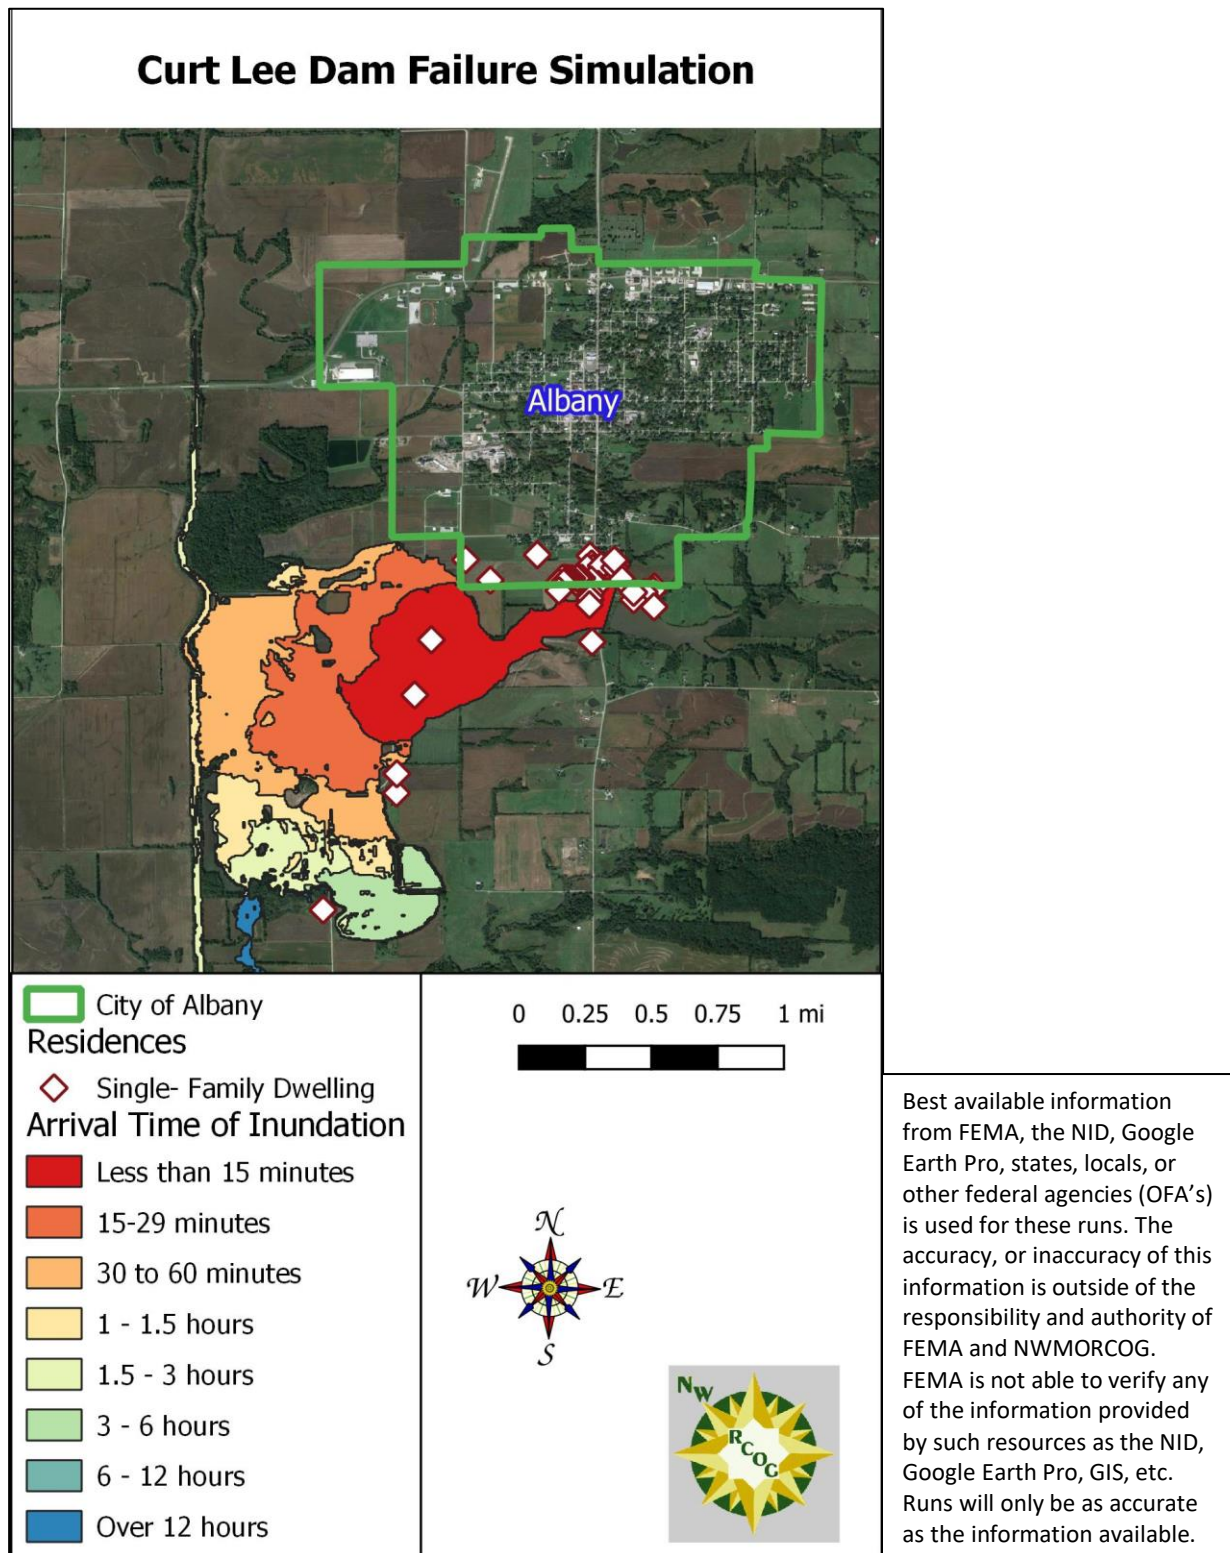 Curt Lee Dam Failure Simulation
Albany
City of Albany
Residences
Single- Family Dwelling
Arrival Time of Inundation
Less than 15 minutes
15-29 minutes
30 to 60 minutes
1 - 1.5 hours
1.5 - 3 hours
3 - 6 hours
6 - 12 hours
Over 12 hours
0 0.25 0.5 0.75 1 mi
N
W E
S
NW
RCOG
Best available information
from FEMA, the NID, Google
Earth Pro, states, locals, or
other federal agencies (OFA’s)
is used for these runs. The
accuracy, or inaccuracy of this
information is outside of the
responsibility and authority of
FEMA and NWMORCOG.
FEMA is not able to verify any
of the information provided
by such resources as the NID,
Google Earth Pro, GIS, etc.
Runs will only be as accurate
as the information available.